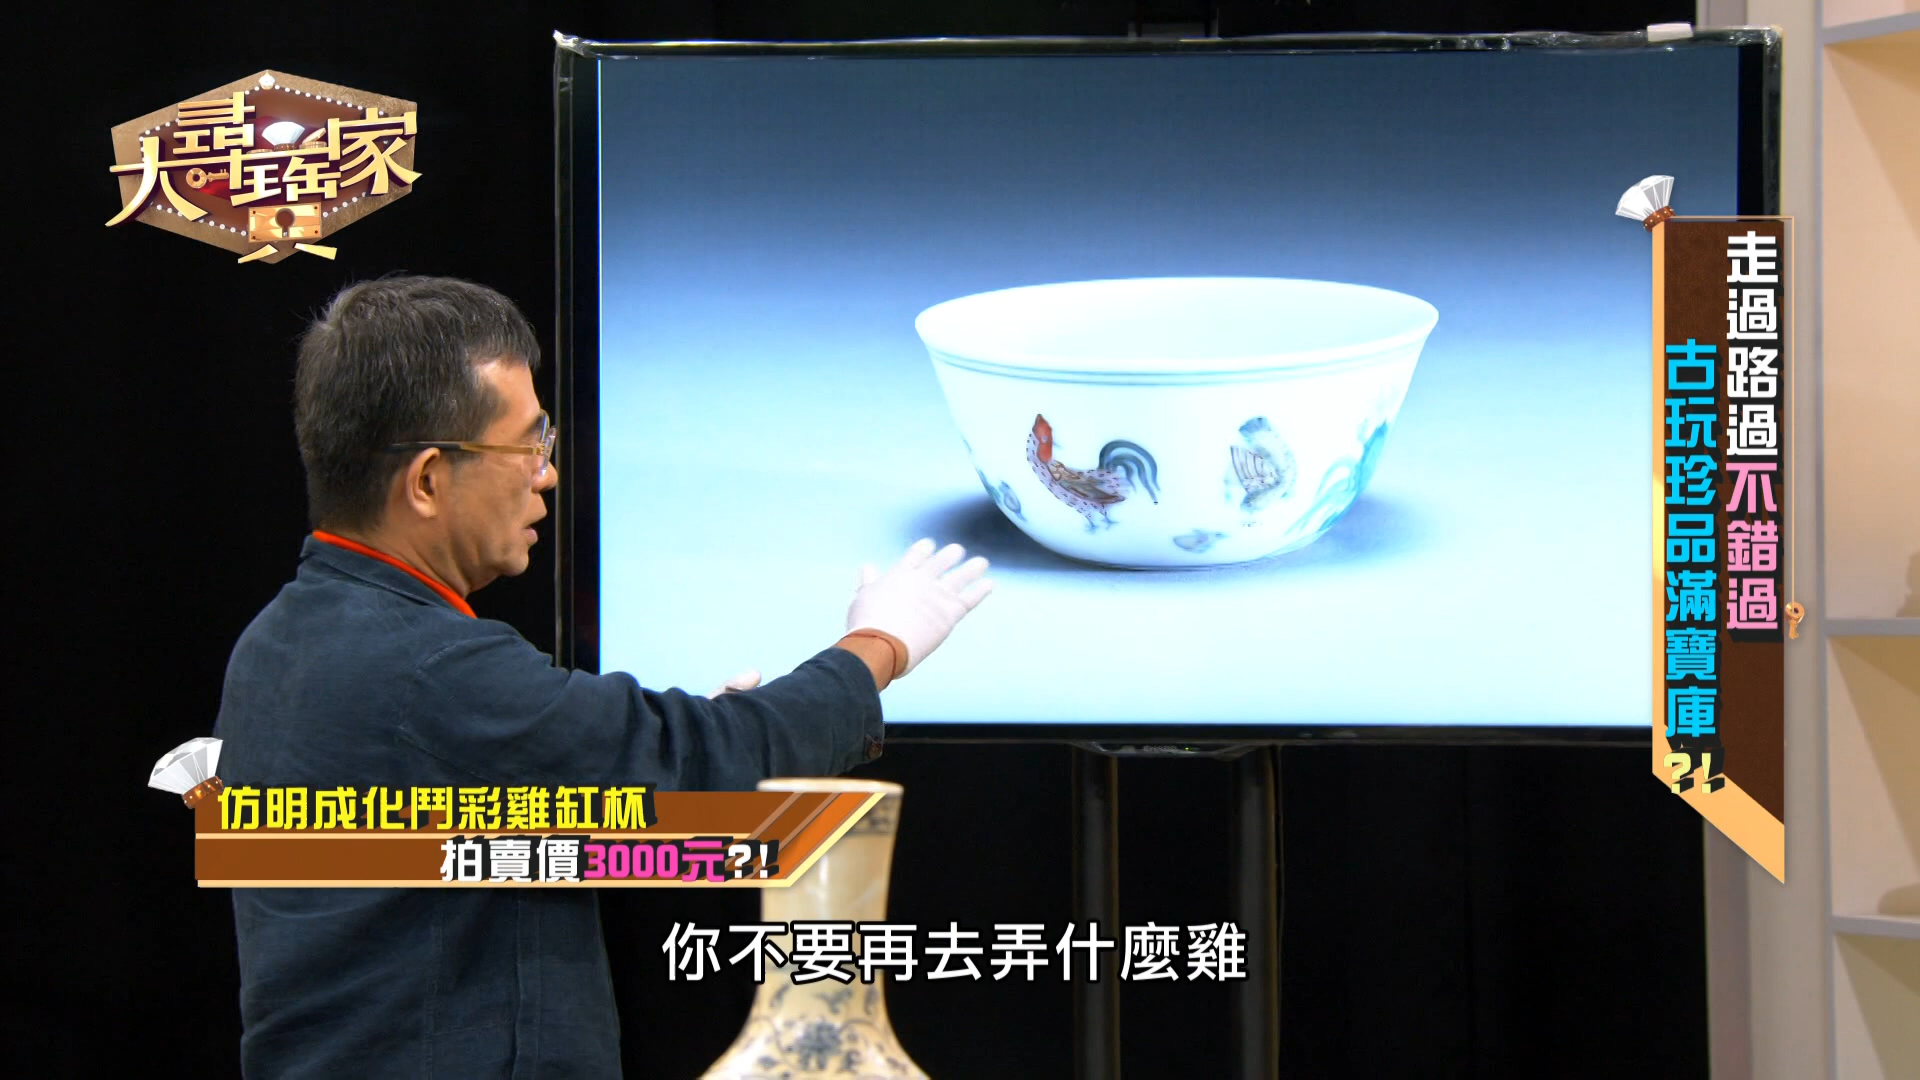 大尋寶家
走過路過不錯過
古玩珍品滿寶庫?!
仿明成化鬥彩雞缸杯
拍賣價3000元?!
你不要再去弄什麼雞